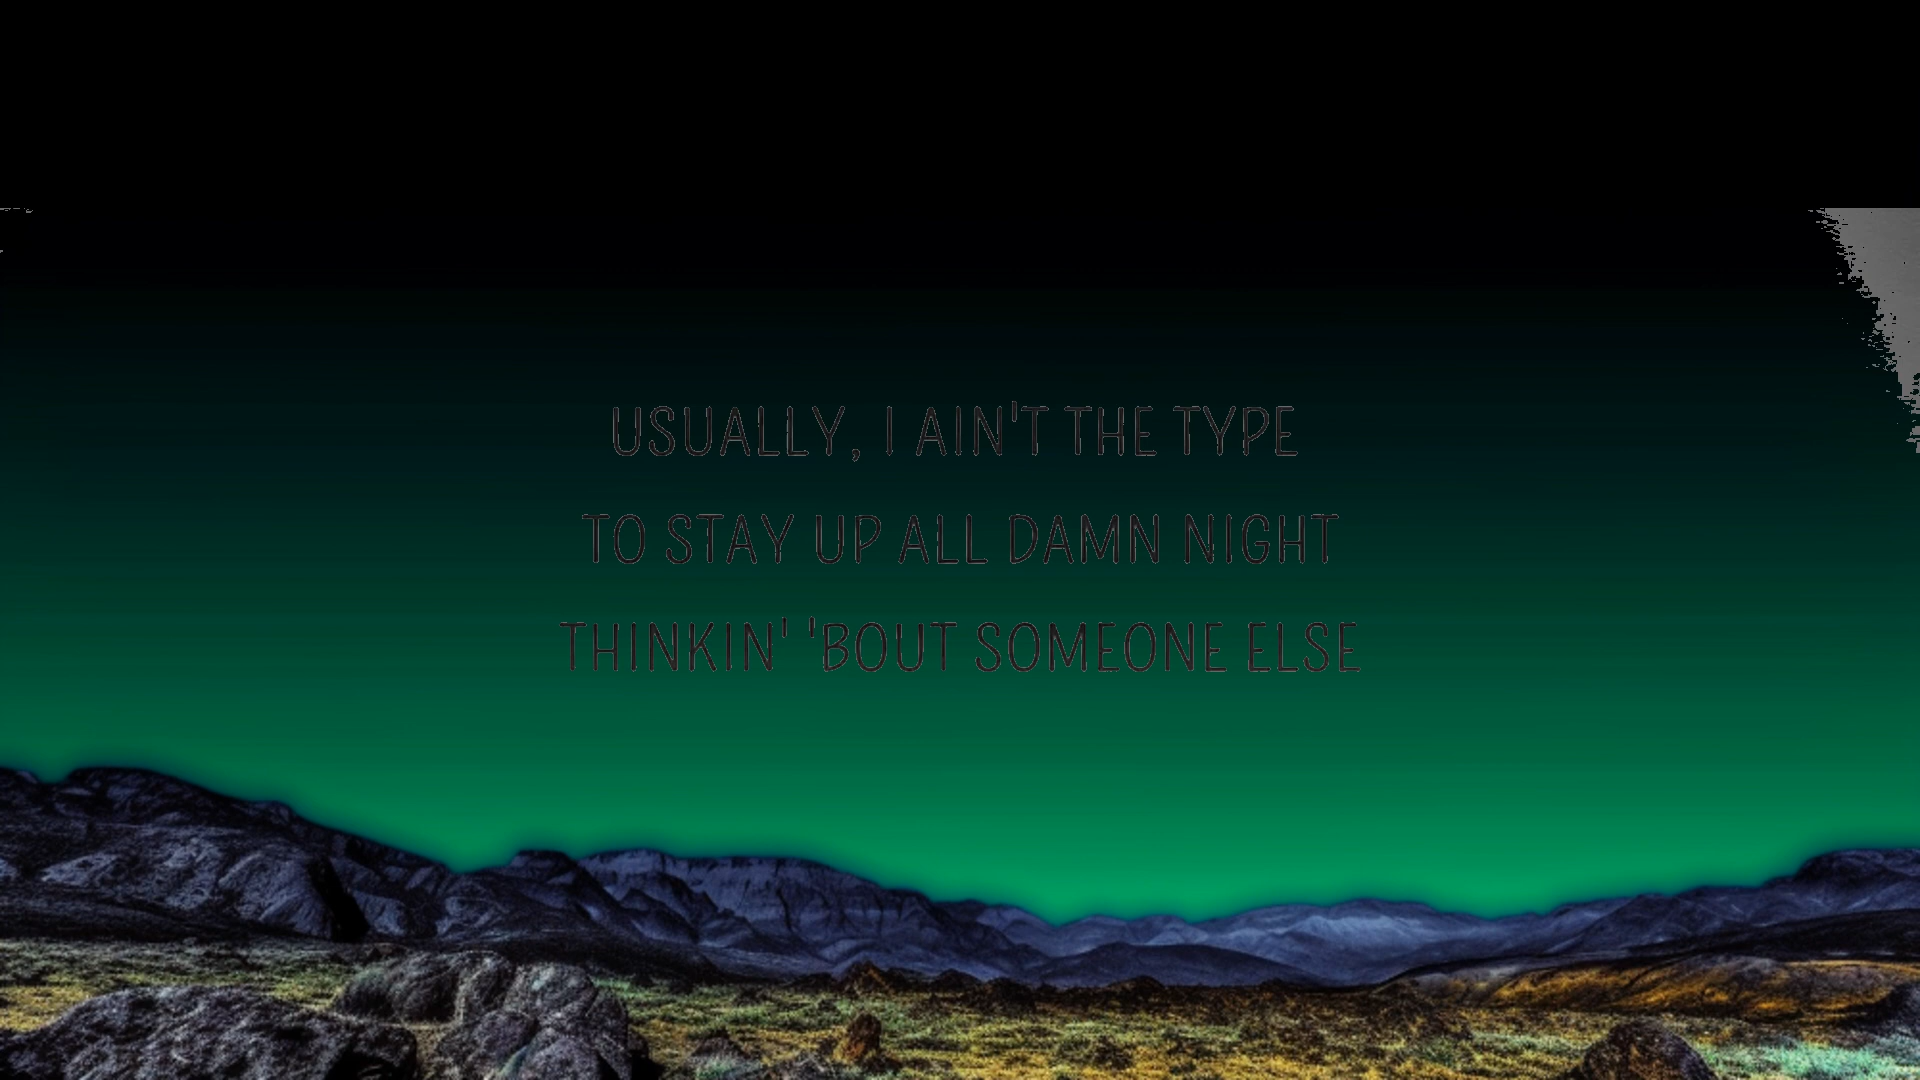 USUALLY, I AIN'T THE TYPE
TO STAY UP ALL DAMN NIGHT
THINKIN' 'BOUT SOMEONE ELSE